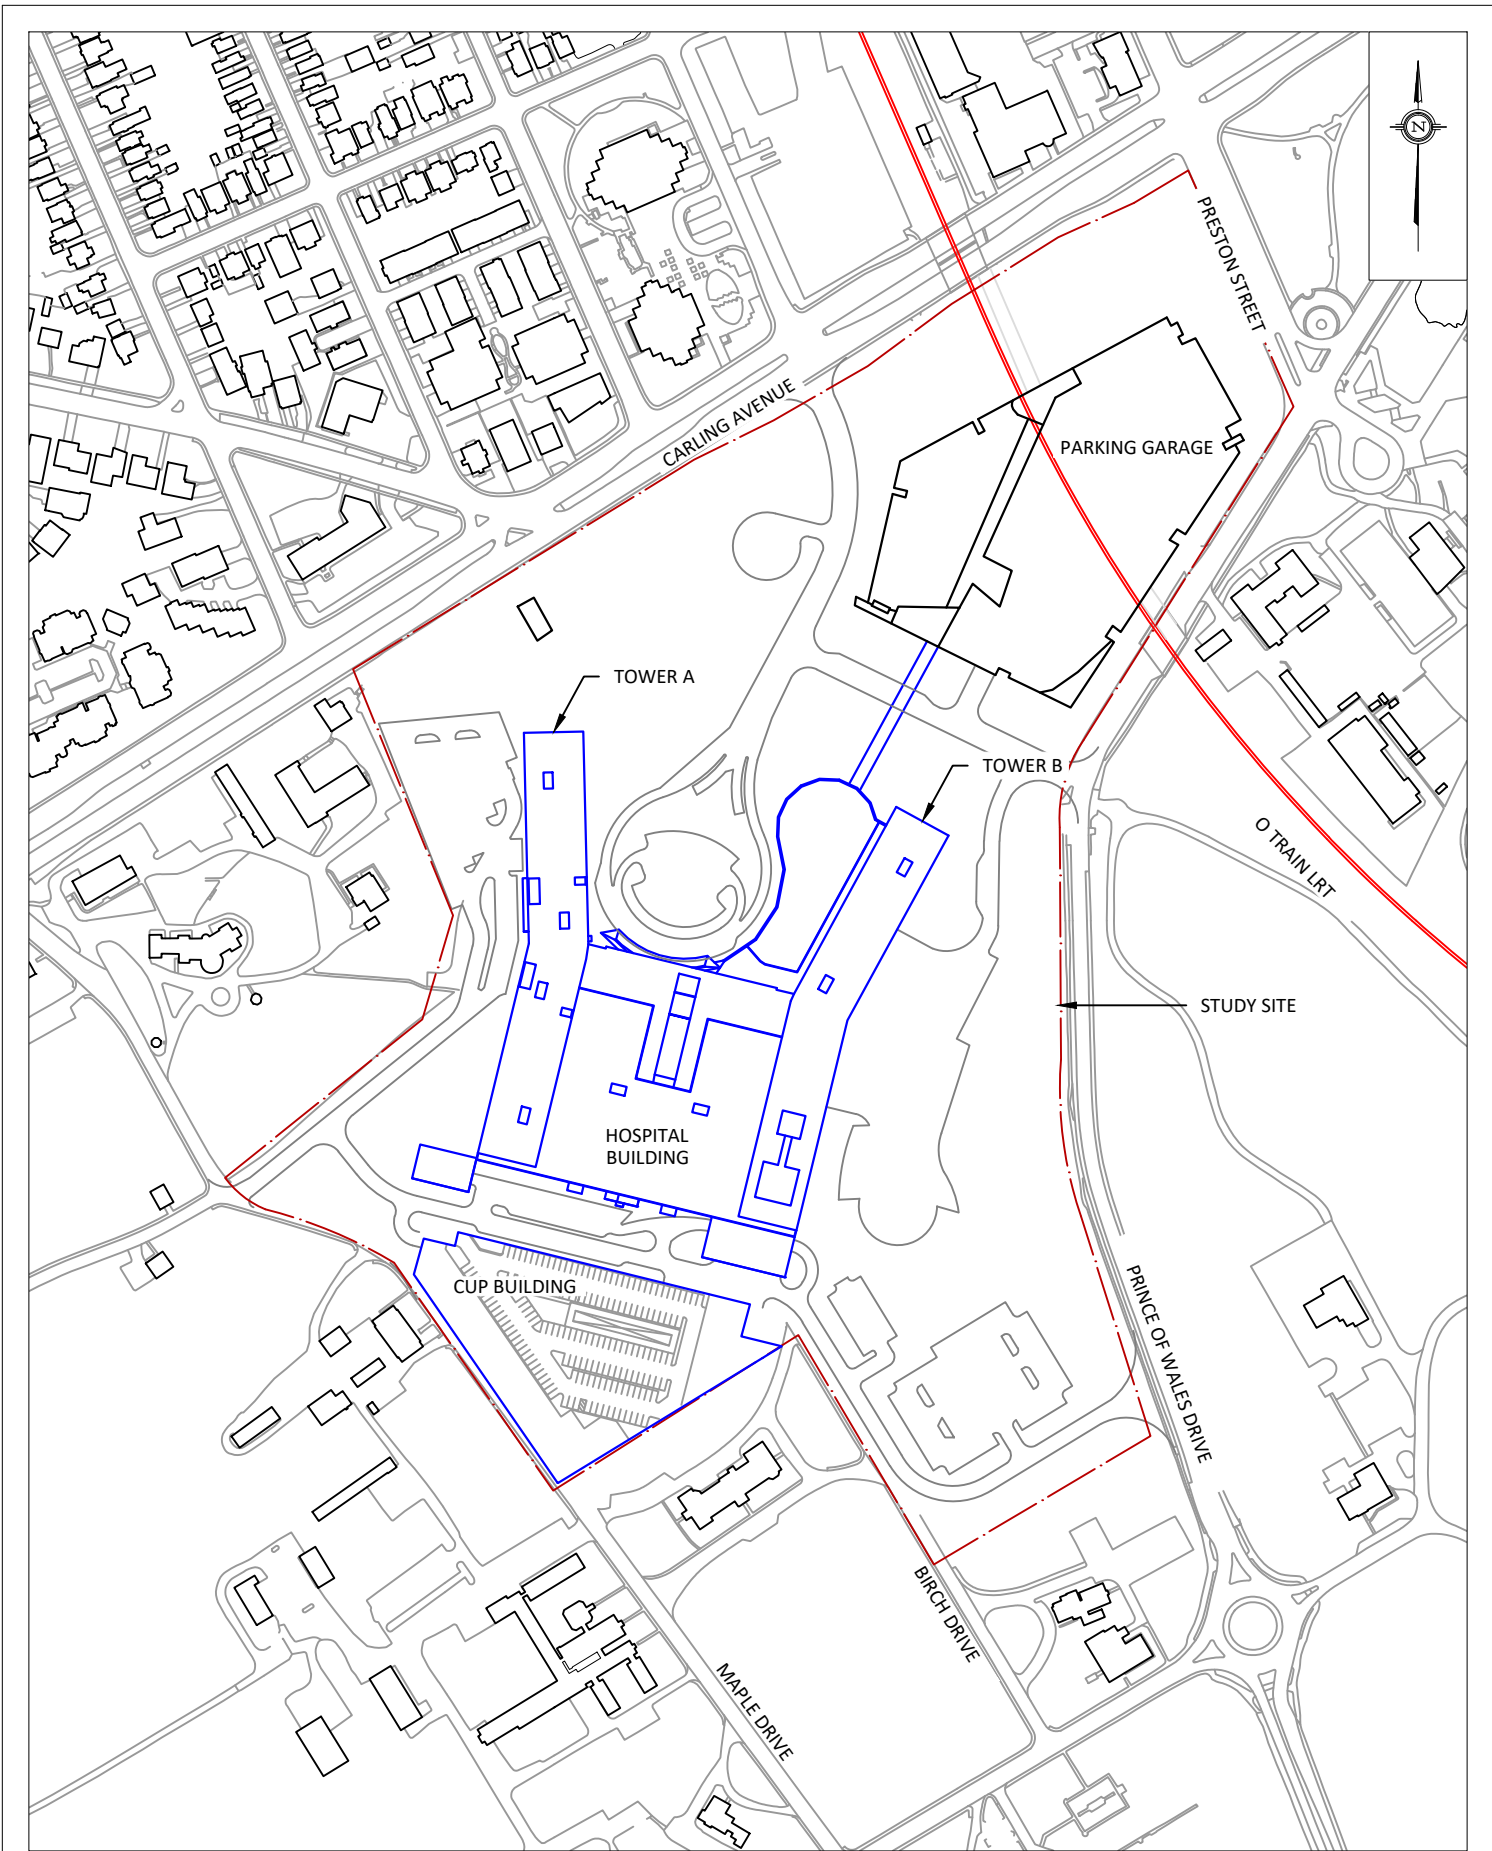 N
PRESTON STREET
CARLING AVENUE
PARKING GARAGE
TOWER A
TOWER B
O TRAIN LRT
STUDY SITE
HOSPITAL
BUILDING
CUP BUILDING
PRINCE OF WALES DRIVE
BIRCH DRIVE
MAPLE DRIVE